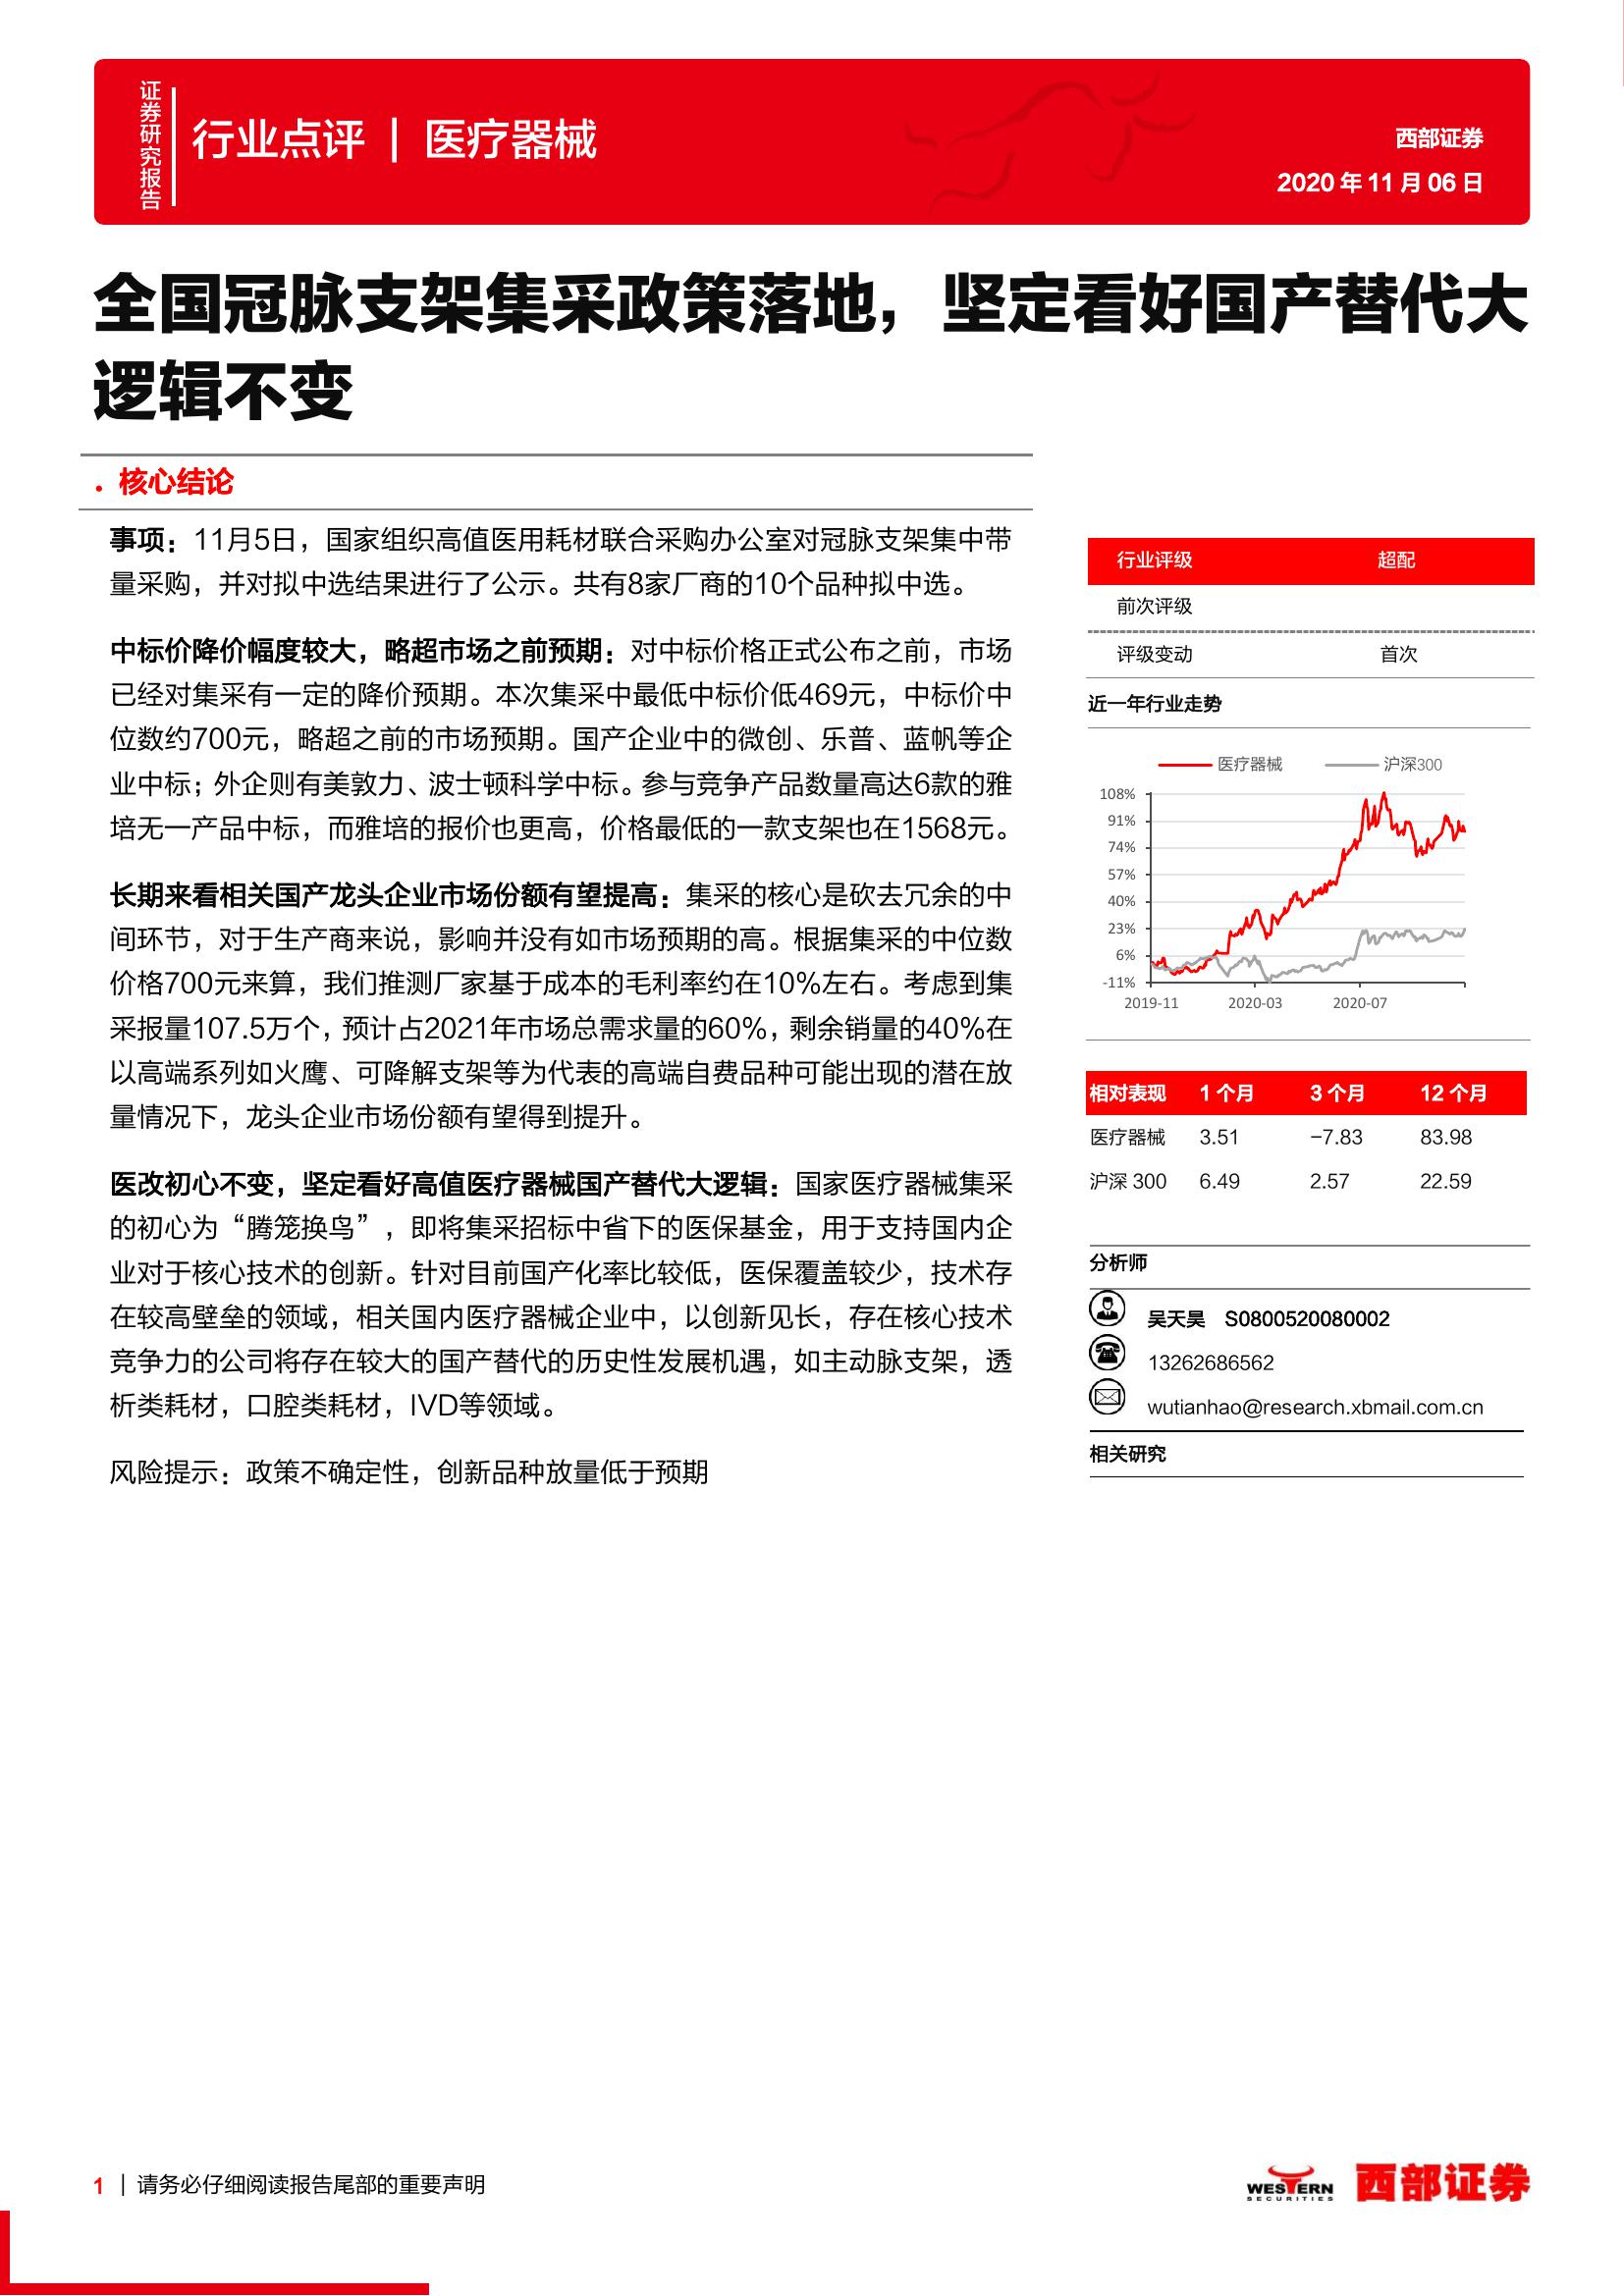 证券研究报告
行业点评 | 医疗器械
西部证券
2020 年 11 月 06 日
全国冠脉支架集采政策落地，坚定看好国产替代大
逻辑不变
• 核心结论
事项：11月5日，国家组织高值医用耗材联合采购办公室对冠脉支架集中带
量采购，并对拟中选结果进行了公示。共有8家厂商的10个品种拟中选。
中标价降价幅度较大，略超市场之前预期：对中标价格正式公布之前，市场
已经对集采有一定的降价预期。本次集采中最低中标价低469元，中标价中
位数约700元，略超之前的市场预期。国产企业中的微创、乐普、蓝帆等企
业中标；外企则有美敦力、波士顿科学中标。参与竞争产品数量高达6款的雅
培无一产品中标，而雅培的报价也更高，价格最低的一款支架也在1568元。
长期来看相关国产龙头企业市场份额有望提高：集采的核心是砍去冗余的中
间环节，对于生产商来说，影响并没有如市场预期的高。根据集采的中位数
价格700元来算，我们推测厂家基于成本的毛利率约在10%左右。考虑到集
采报量107.5万个，预计占2021年市场总需求量的60%，剩余销量的40%在
以高端系列如火鹰、可降解支架等为代表的高端自费品种可能出现的潜在放
量情况下，龙头企业市场份额有望得到提升。
医改初心不变，坚定看好高值医疗器械国产替代大逻辑：国家医疗器械集采
的初心为“腾笼换鸟”，即将集采招标中省下的医保基金，用于支持国内企
业对于核心技术的创新。针对目前国产化率比较低，医保覆盖较少，技术存
在较高壁垒的领域，相关国内医疗器械企业中，以创新见长，存在核心技术
竞争力的公司将存在较大的国产替代的历史性发展机遇，如主动脉支架，透
析类耗材，口腔类耗材，IVD等领域。
风险提示：政策不确定性，创新品种放量低于预期
行业评级 超配
前次评级
评级变动 首次
近一年行业走势
医疗器械 沪深300
108%
91%
74%
57%
40%
23%
6%
-11%
2019-11 2020-03 2020-07
相对表现 1 个月 3 个月 12 个月
医疗器械 3.51 -7.83 83.98
沪深 300 6.49 2.57 22.59
分析师
吴天昊 S0800520080002
13262686562
wutianhao@research.xbmail.com.cn
相关研究
1 | 请务必仔细阅读报告尾部的重要声明
WESTERN
SECURITIES
西部证券